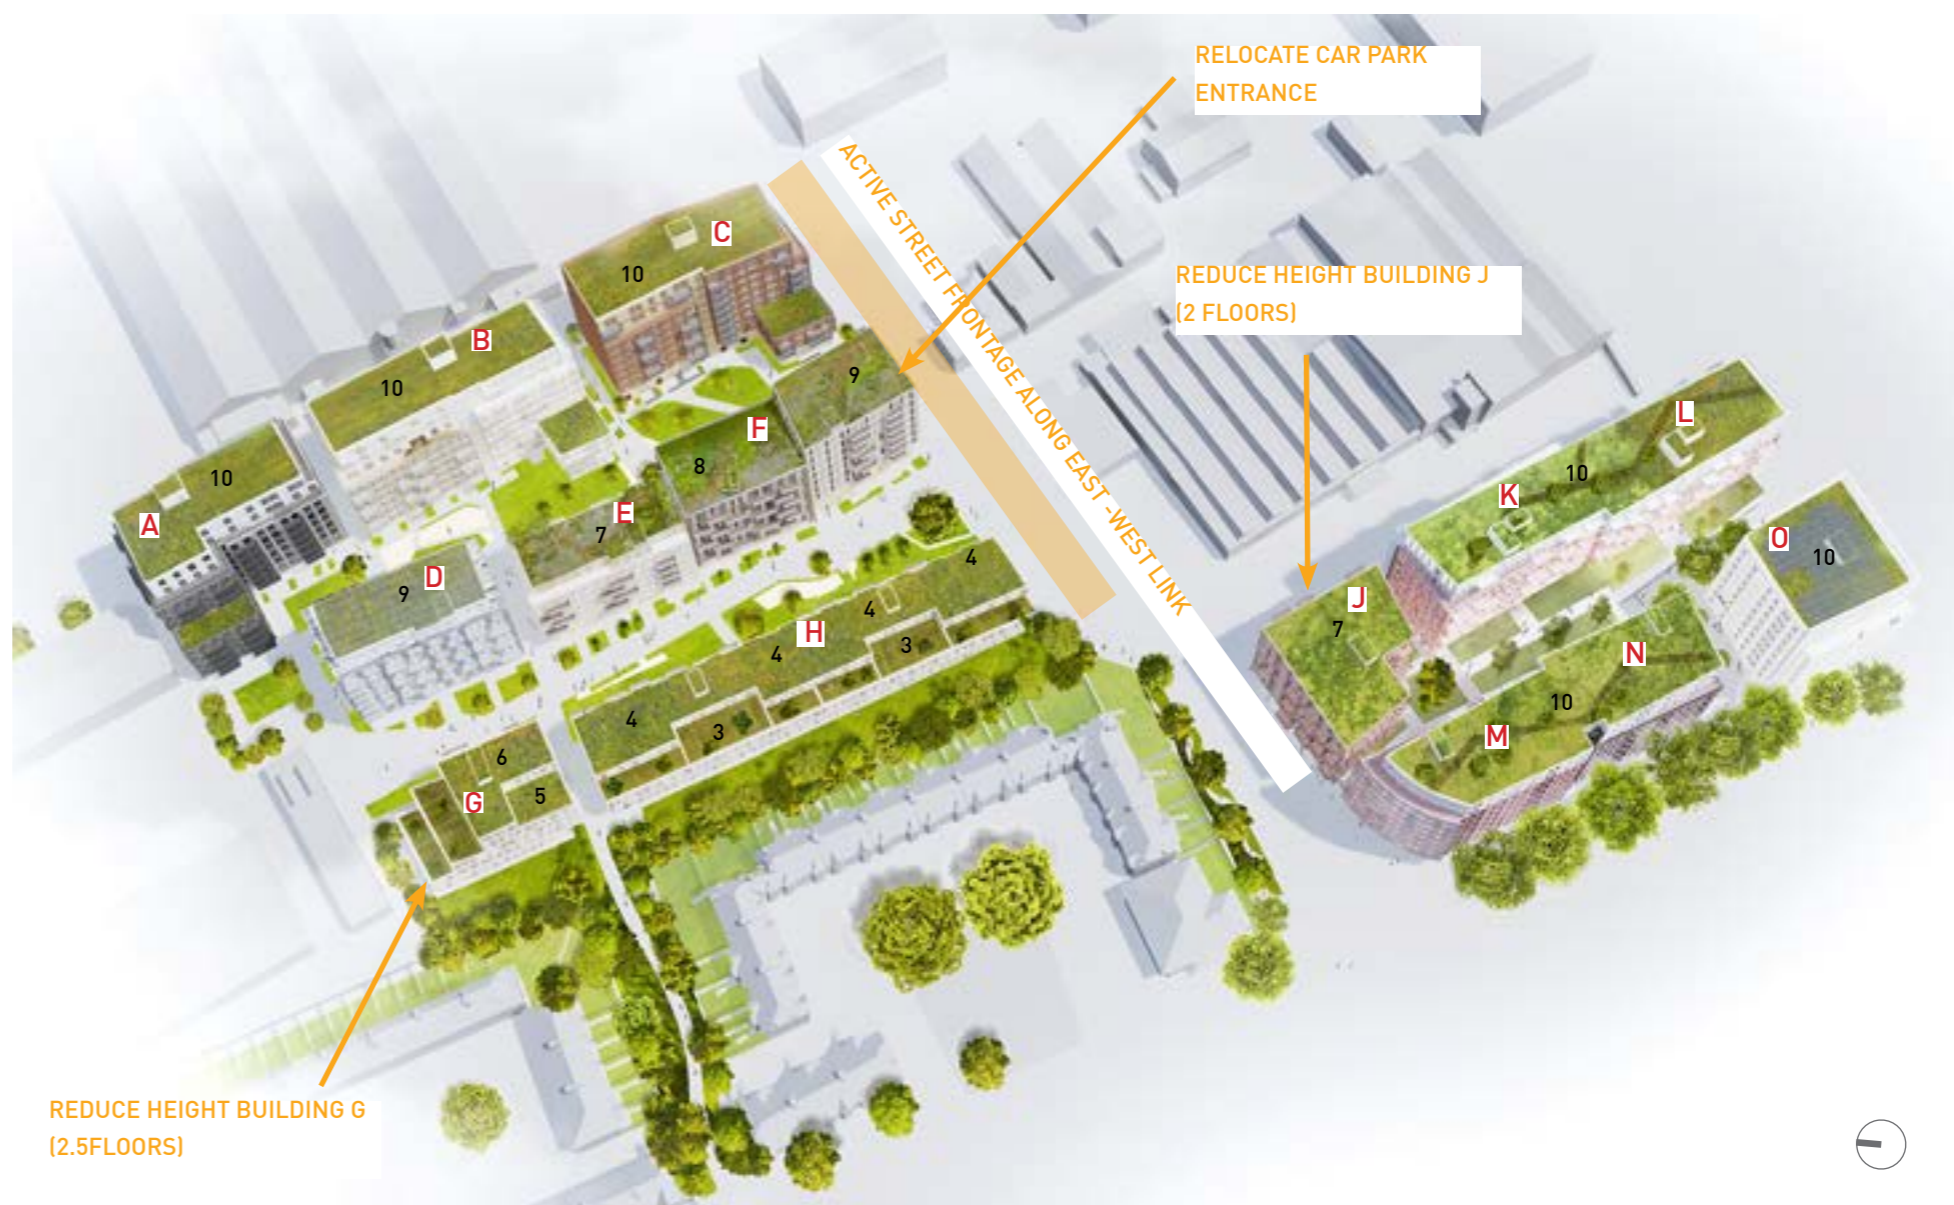 RELOCATE CAR PARK
ENTRANCE
ACTIVE STREET FRONTAGE ALONG EAST -WEST LINK
C
10
REDUCE HEIGHT BUILDING J
(2 FLOORS)
B
10
9
L
F
8
10
K
10
A
E
7
O
10
D
9
4
J
7
4
H
4
3
N
4
3
10
M
6
5
G
REDUCE HEIGHT BUILDING G
(2.5FLOORS)